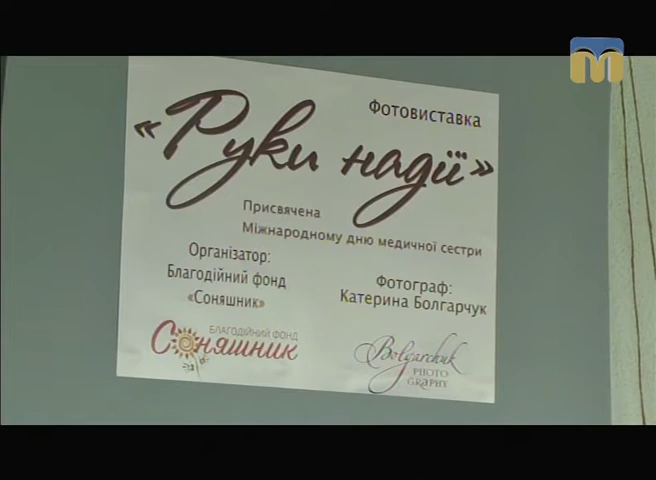 Фотовиставка
«Руки надії»
Присвячена
Міжнародному дню медичної сестри
Організатор:
Благодійний фонд
«Соняшник»
Фотограф:
Катерина Болгарчук
БЛАГОДІЙНИЙ ФОНД
Соняшник
Bolgarchuk
PHOTO
GRAPHY